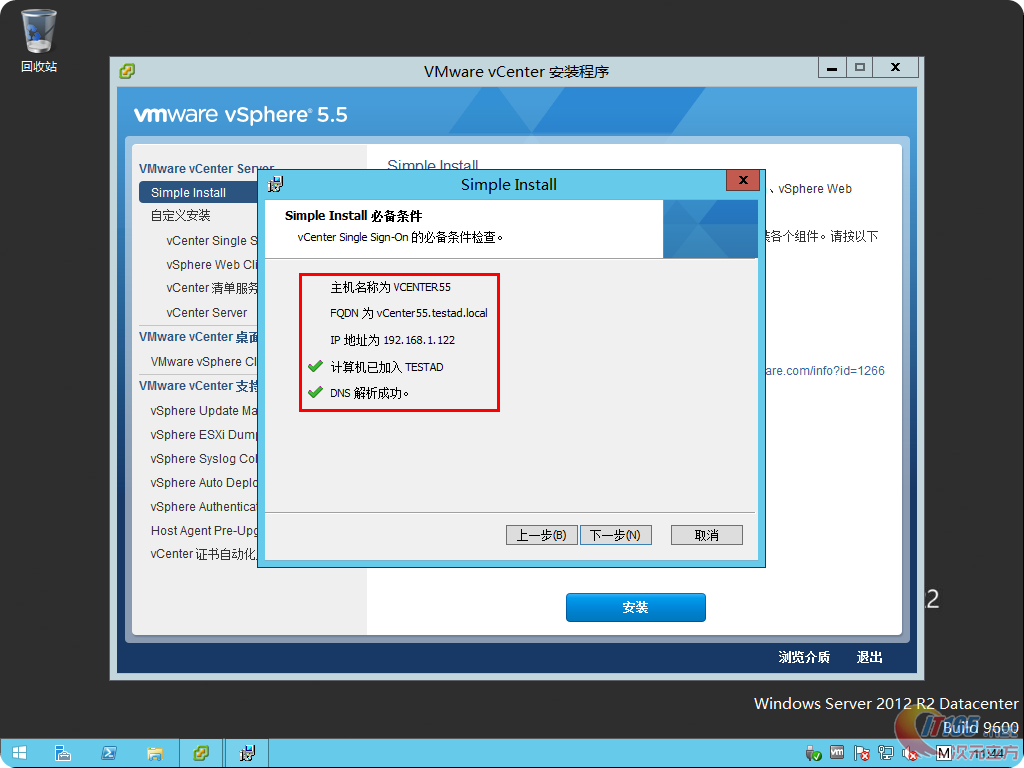 回收站
VMware vCenter 安装程序
vmware vSphere® 5.5
VMware vCenter Server
Simple Install
自定义安装
vCenter Single S
vSphere Web Cli
vCenter 清单服务
vCenter Server
VMware vCenter 桌面
VMware vSphere Cl
VMware vCenter 支持
vSphere Update Ma
vSphere ESXi Dump
vSphere Syslog Col
vSphere Auto Deplo
vSphere Authenticat
Host Agent Pre-Upg
vCenter 证书自动化
Simple Install
、vSphere Web
各个组件。请按以下
are.com/info?id=1266
Simple Install
Simple Install 必备条件
vCenter Single Sign-On 的必备条件检查。
主机名称为 VCENTER55
FQDN 为 vCenter55.testad.local
IP 地址为 192.168.1.122
计算机已加入 TESTAD
DNS 解析成功。
上一步(B)
下一步(N)
取消
安装
浏览介质
退出
2
Windows Server 2012 R2 Datacenter
Build 9600
vm
M
11:44